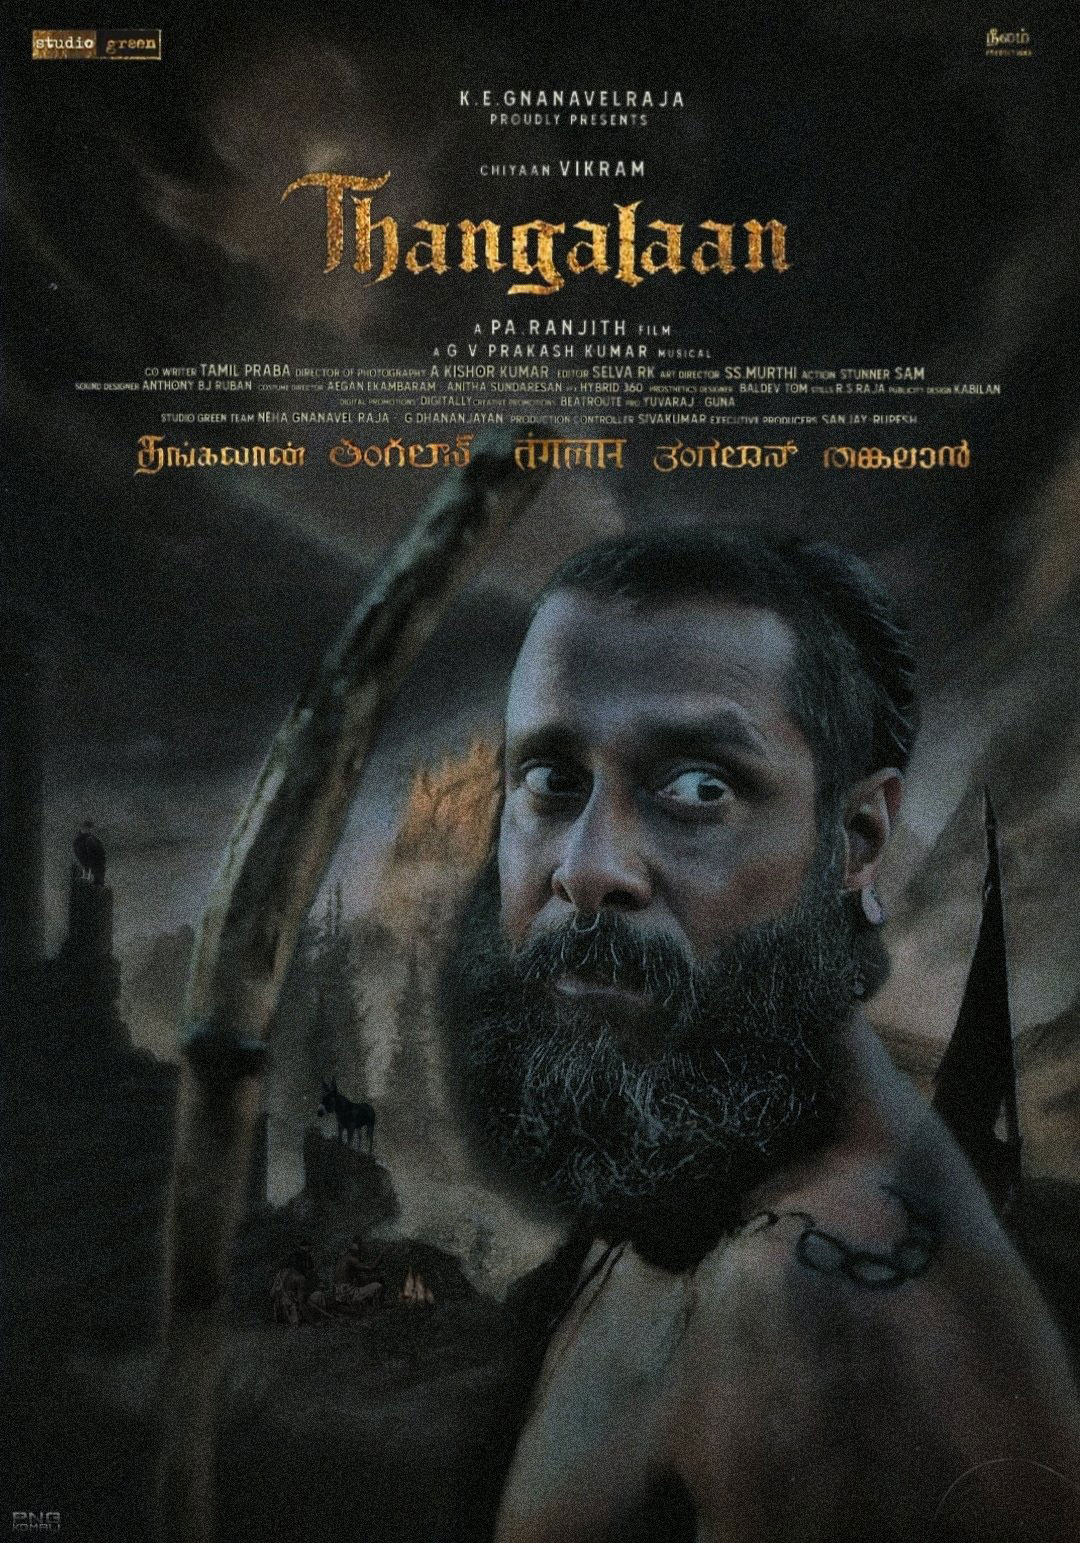 studio green
நீலம்
PRODUCTIONS
K.E.GNANAVELRAJA
PROUDLY PRESENTS
CHIYAAN VIKRAM
Thangalaan
A PA.RANJITH FILM
A G V PRAKASH KUMAR MUSICAL
CO WRITER TAMIL PRABA DIRECTOR OF PHOTOGRAPHY A KISHOR KUMAR EDITOR SELVA RK ART DIRECTOR SS.MURTHI ACTION STUNNER SAM
SOUND DESIGNER ANTHONY BJ RUBAN COSTUME DIRECTOR AEGAN EKAMBARAM ANITHA SUNDARESAN HYBRID 360 PROSTHETICS DESIGNER BALDEV TOM STILLS R.S.RAJA PUBLICITY DESIGN KABILAN
DIGITAL PROMOTIONS DIGITALLY CREATIVE PROMOTIONS BEATROUTE PRO YUVARAJ . GUNA
STUDIO GREEN TEAM NEHA GNANAVEL RAJA G.DHANANJAYAN PRODUCTION CONTROLLER SIVAKUMAR EXECUTIVE PRODUCERS SANJAY-RUPESH
தங்கலான் తంగలాన్ तंगलान ತಂಗಲಾನ್ തങ്കലാൻ
PNG
KOMALI